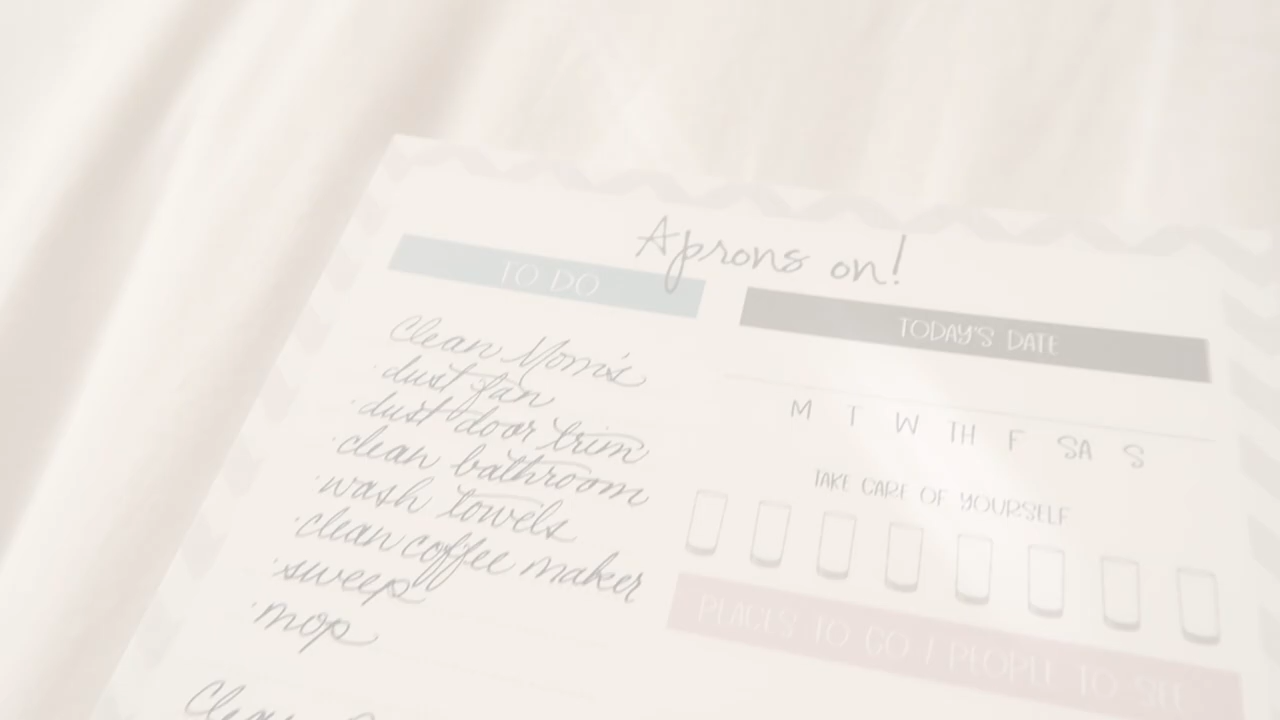 Aprons on!
TO DO
TODAY'S DATE
Clean Mom's
· dust fan
· dust door trim
· clean bathroom
· wash towels
· clean coffee maker
· sweep
· mop
Clean
M T W TH F SA S
TAKE CARE OF YOURSELF
PLACES TO GO / PEOPLE TO SEE